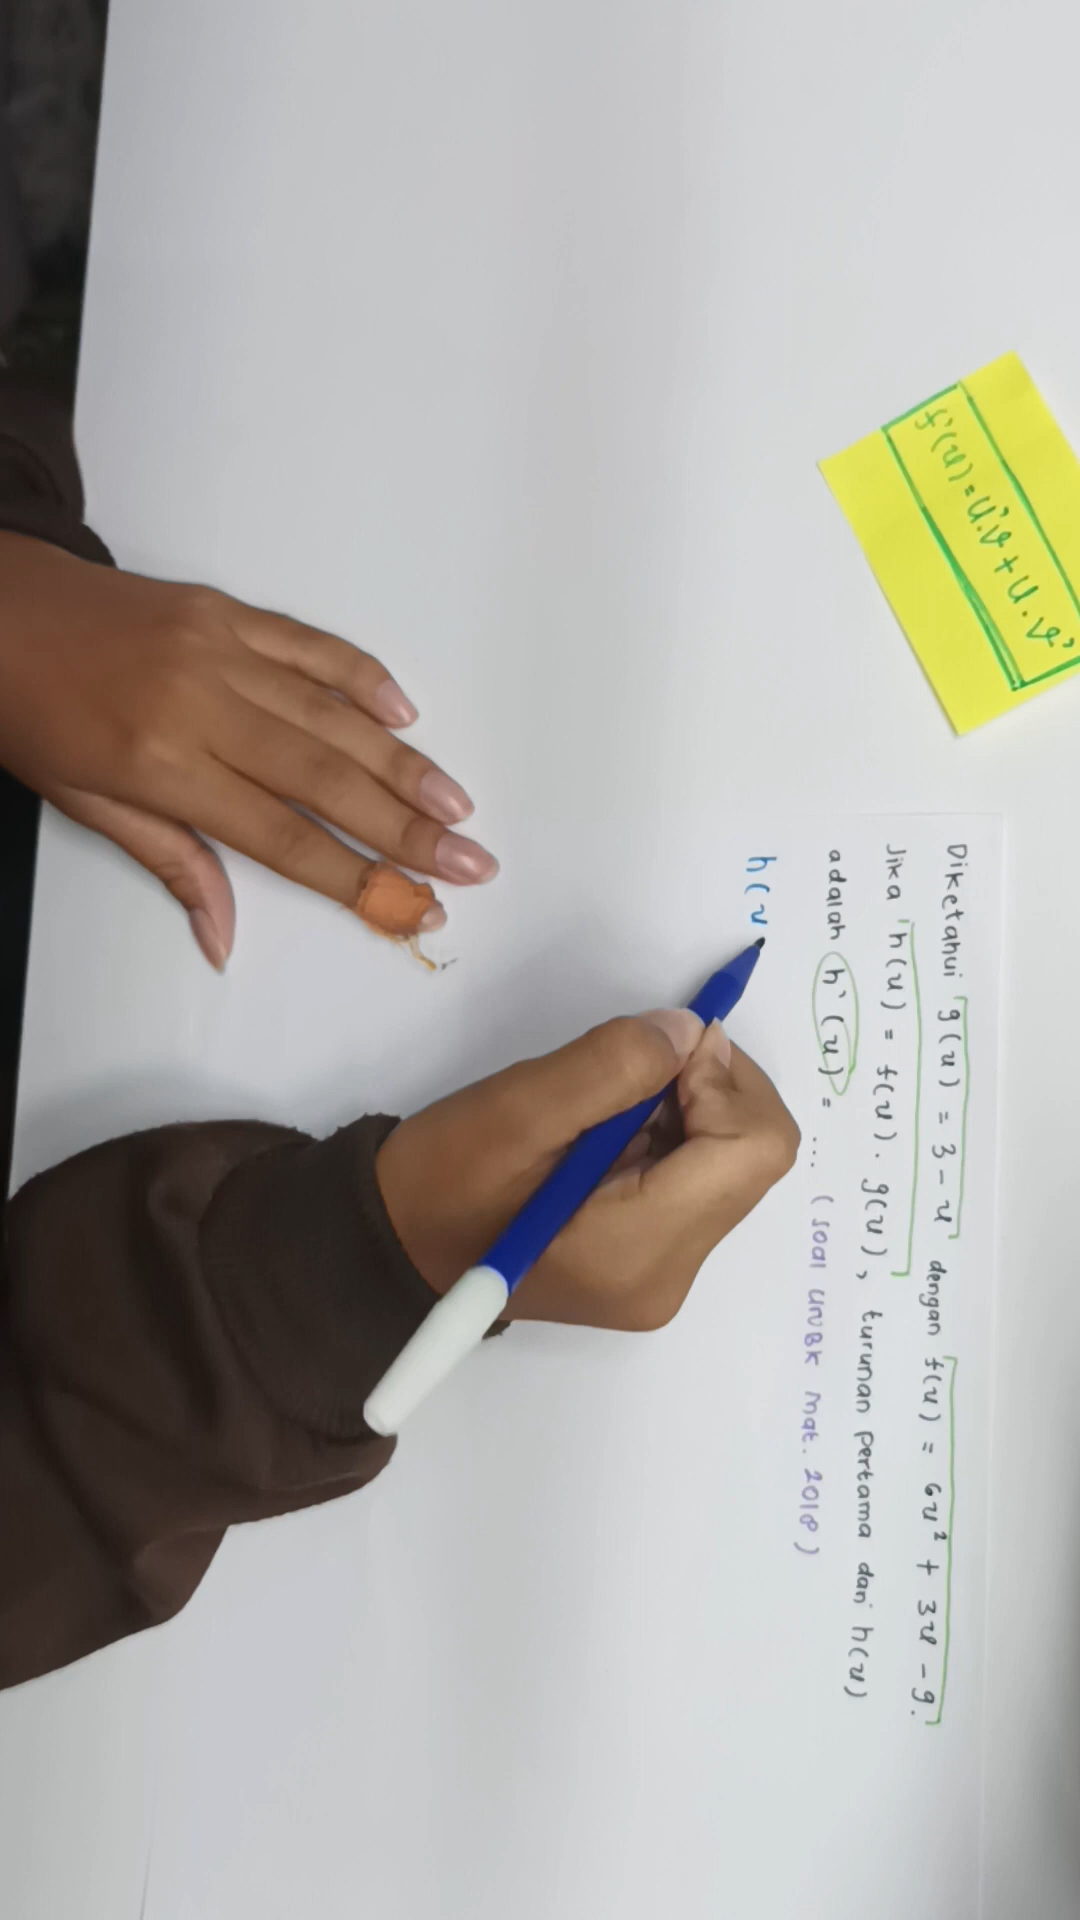 f'(u)=u'.v+u.v'
Diketahui g(u) = 3 - u dengan f(u) = 6u² + 3u - 9.
Jika h(u) = f(u). g(u), turunan pertama dari h(u)
adalah h'(u) = ... (soal UNBK mat. 2018)
h(u